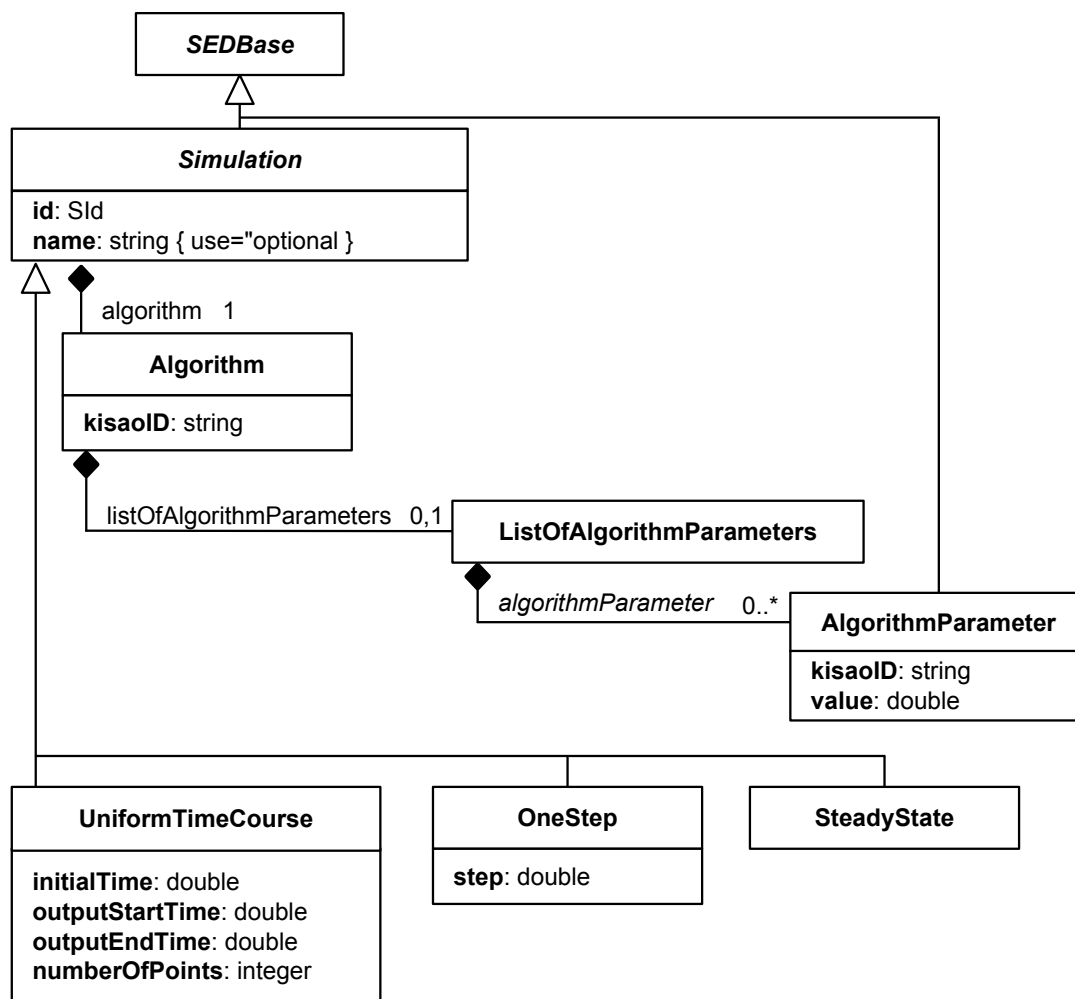 SEDBase
Simulation
id: SId
name: string { use="optional }
algorithm 1
Algorithm
kisaoID: string
listOfAlgorithmParameters 0,1
ListOfAlgorithmParameters
algorithmParameter 0..*
AlgorithmParameter
kisaoID: string
value: double
UniformTimeCourse
initialTime: double
outputStartTime: double
outputEndTime: double
numberOfPoints: integer
OneStep
step: double
SteadyState